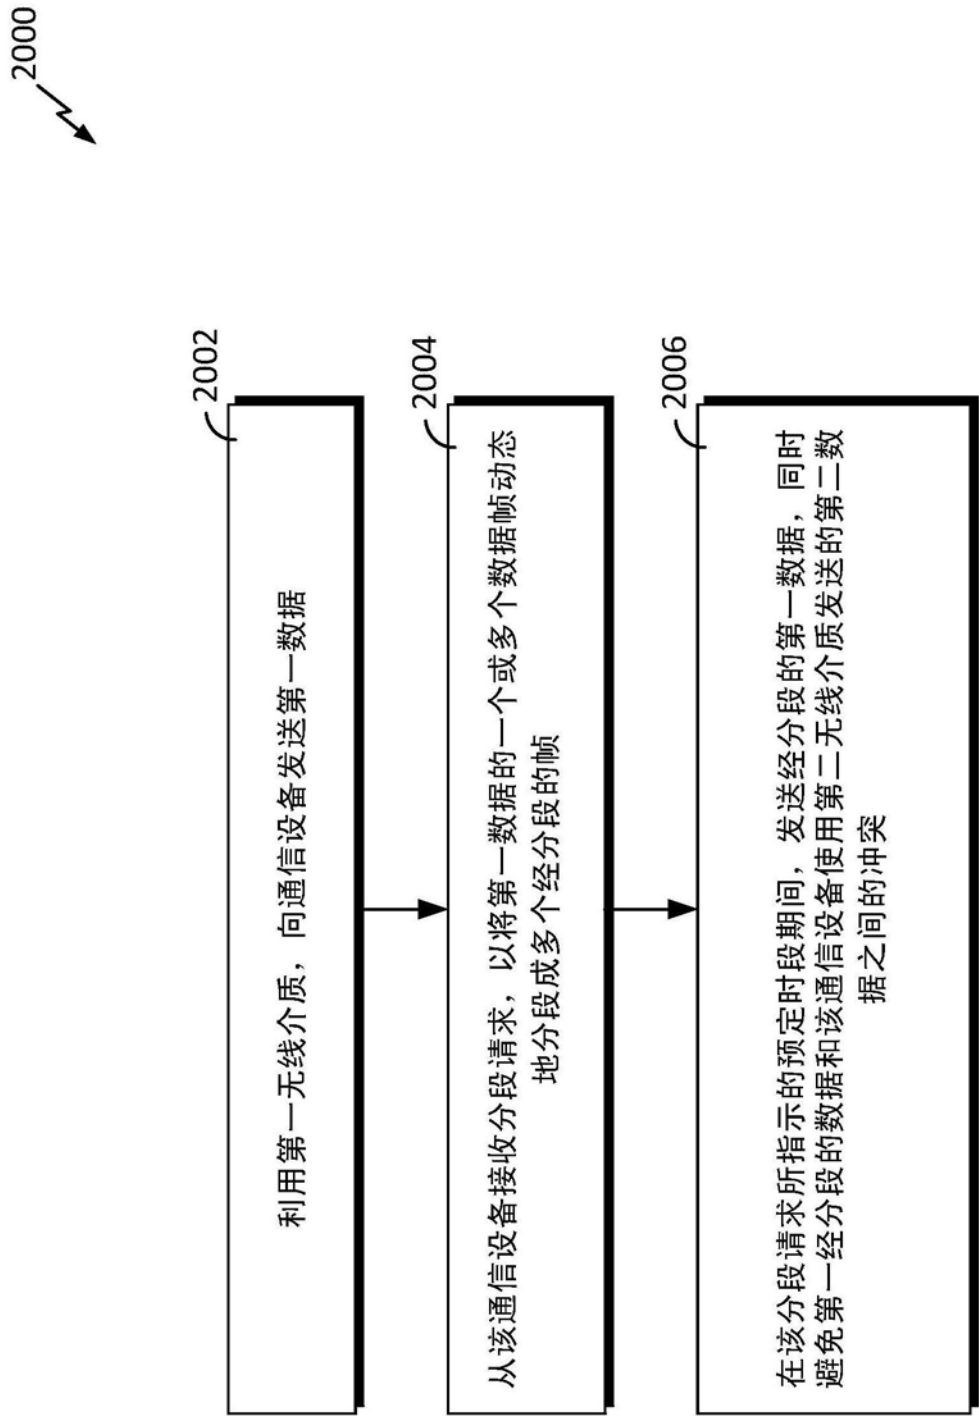 2000
2002
利用第一无线介质，向通信设备发送第一数据
2004
从该通信设备接收分段请求，以将第一数据的一个或多个数据帧动态
地分段成多个经分段的帧
2006
在该分段请求所指示的预定时段期间，发送经分段的第一数据，同时
避免第一经分段的数据和该通信设备使用第二无线介质发送的第二数
据之间的冲突